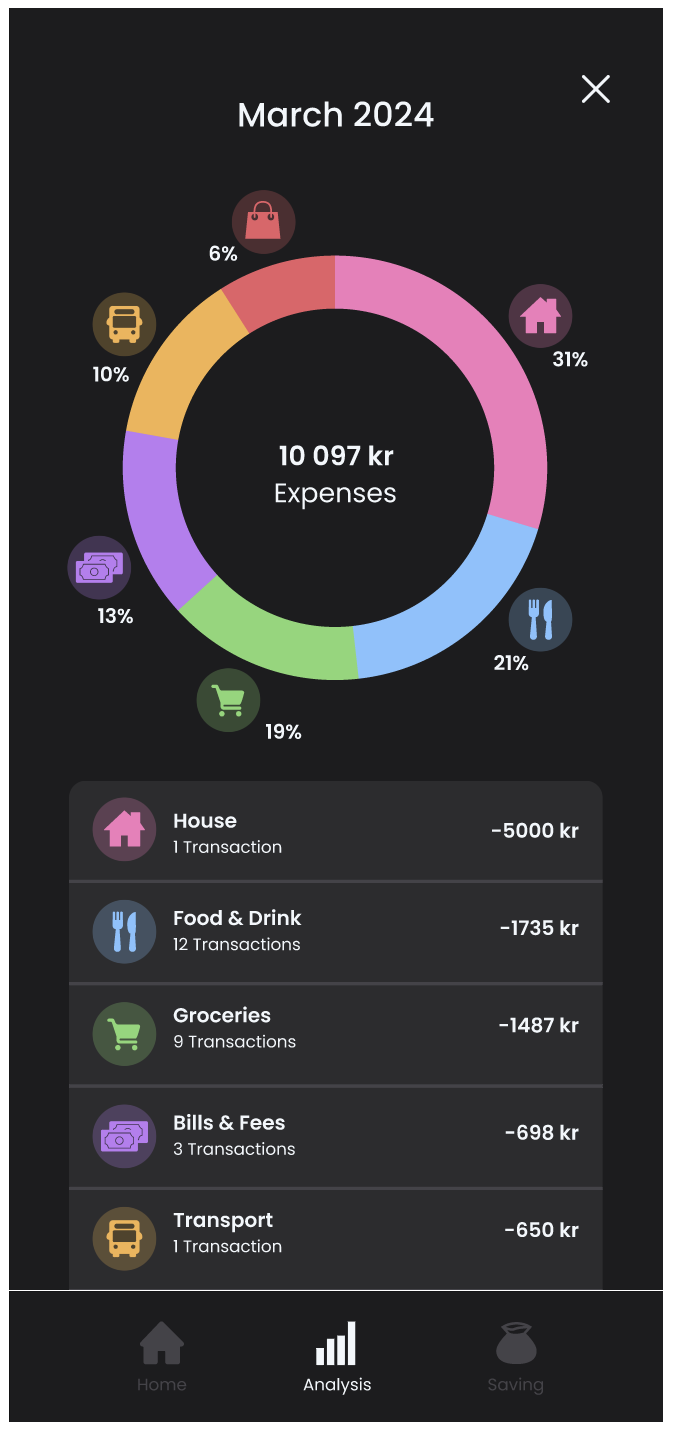 March 2024
6%
31%
10%
10 097 kr
Expenses
13%
21%
19%
House
1 Transaction
-5000 kr
Food & Drink
12 Transactions
-1735 kr
Groceries
9 Transactions
-1487 kr
Bills & Fees
3 Transactions
-698 kr
Transport
1 Transaction
-650 kr
Home
Analysis
Saving